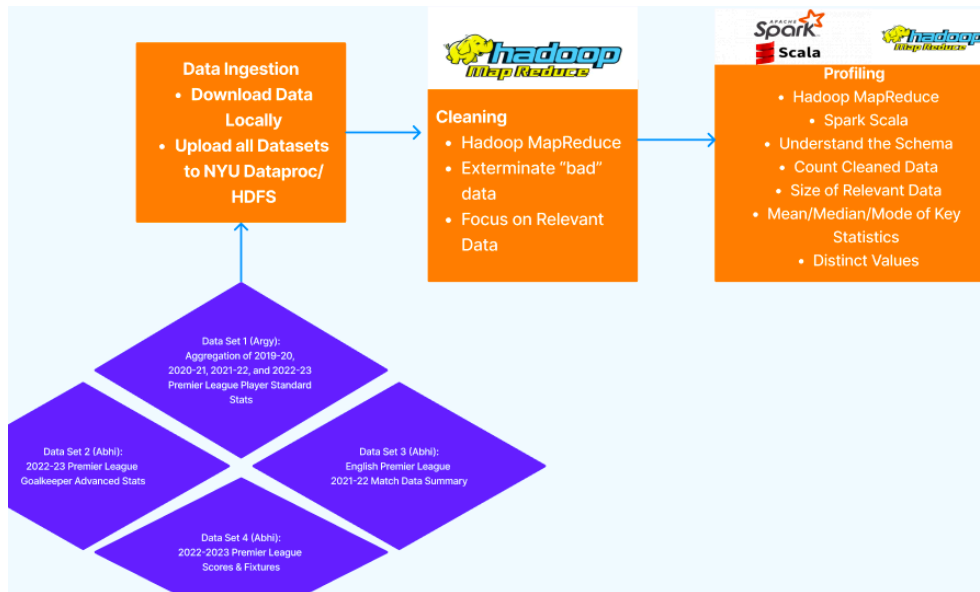 Data Ingestion
• Download Data
Locally
• Upload all Datasets
to NYU Dataproc/
HDFS
hadoop
Map Reduce
Cleaning
• Hadoop MapReduce
• Exterminate “bad”
data
• Focus on Relevant
Data
APACHE
Spark
Scala
hadoop
Map Reduce
Profiling
• Hadoop MapReduce
• Spark Scala
• Understand the Schema
• Count Cleaned Data
• Size of Relevant Data
• Mean/Median/Mode of Key
Statistics
• Distinct Values
Data Set 1 (Argy):
Aggregation of 2019-20,
2020-21, 2021-22, and 2022-23
Premier League Player Standard
Stats
Data Set 2 (Abhi):
2022-23 Premier League
Goalkeeper Advanced Stats
Data Set 3 (Abhi):
English Premier League
2021-22 Match Data Summary
Data Set 4 (Abhi):
2022-2023 Premier League
Scores & Fixtures